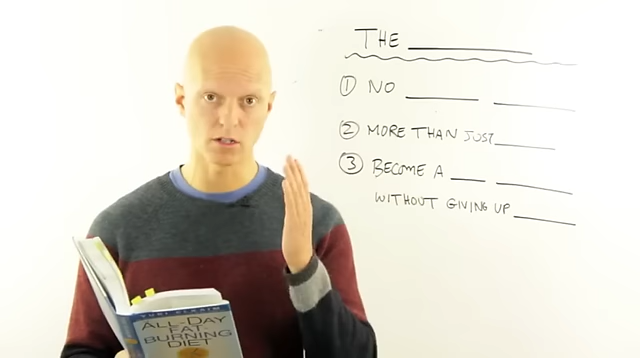 THE
① NO
② MORE THAN JUST
③ BECOME A
WITHOUT GIVING UP
YURI ELKAIM
ALL-DAY
FAT-
BURNING
DIET